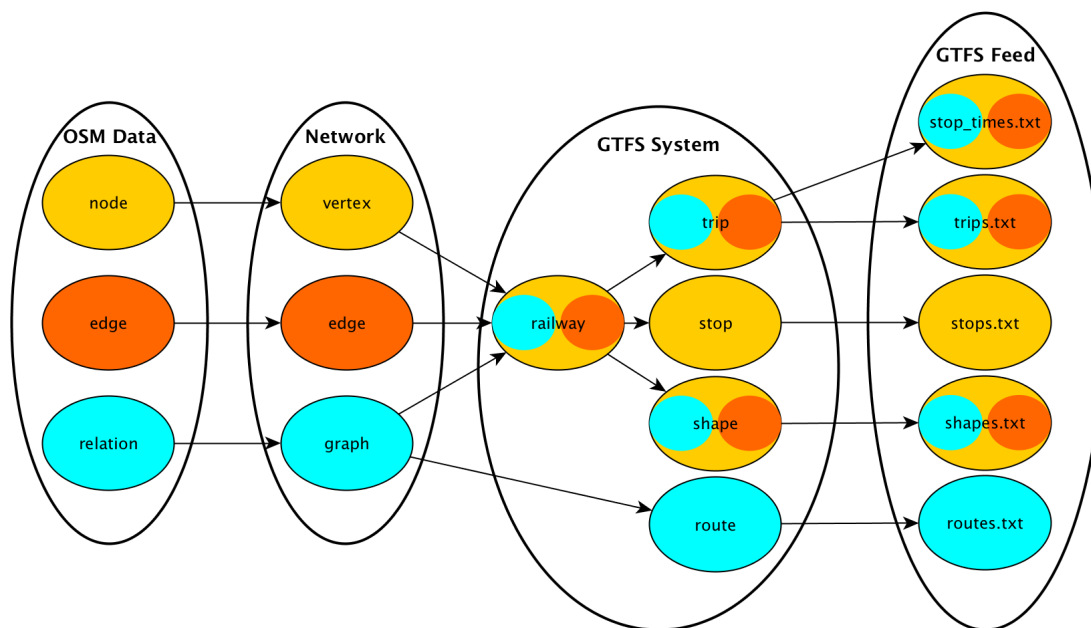 OSM Data
node
edge
relation
Network
vertex
edge
graph
GTFS System
railway
trip
stop
shape
route
GTFS Feed
stop_times.txt
trips.txt
stops.txt
shapes.txt
routes.txt